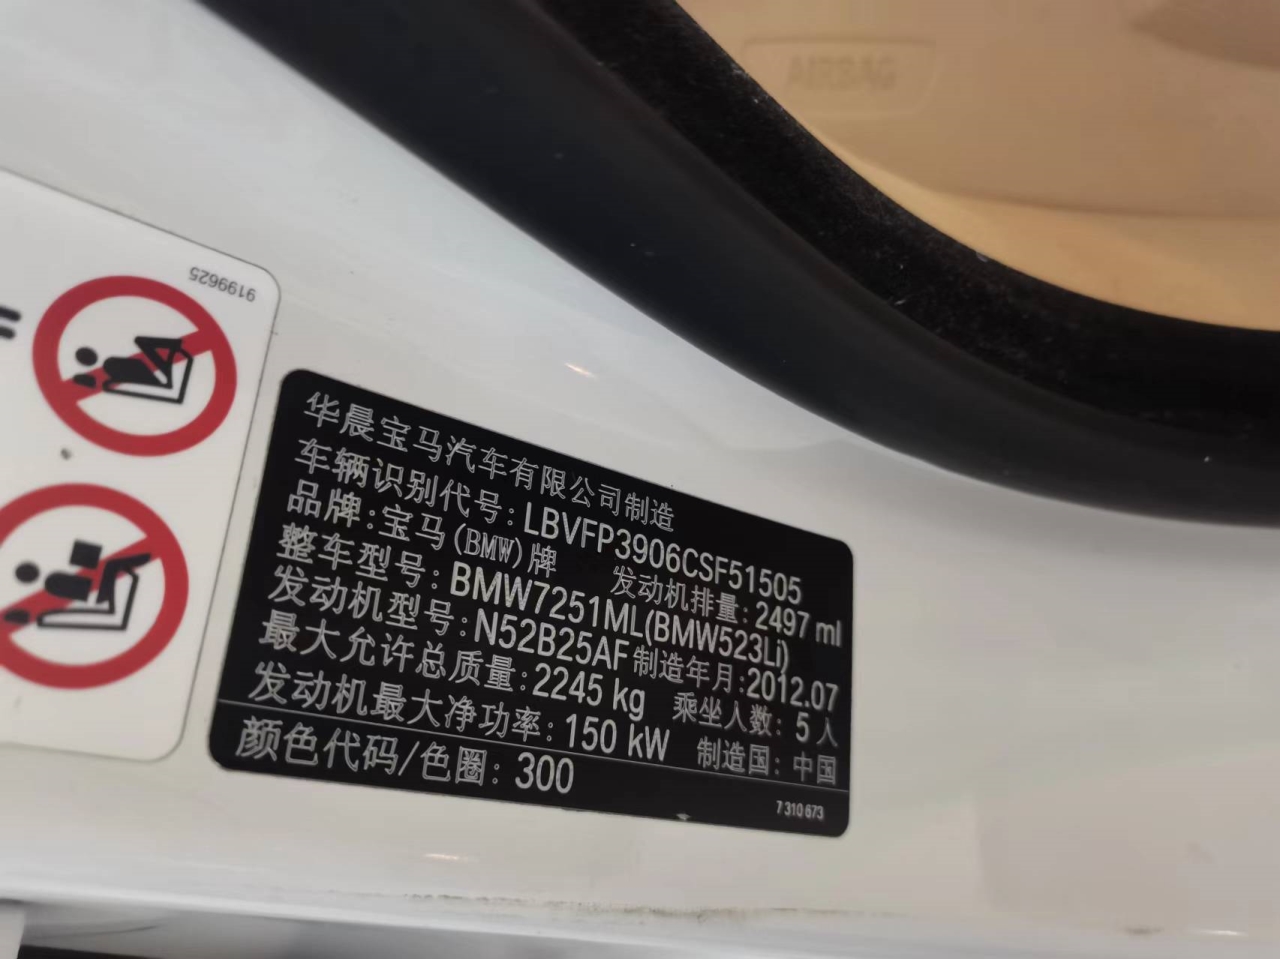 AIRBAG
9199625
华晨宝马汽车有限公司制造
车辆识别代号: LBVFP3906CSF51505
品牌: 宝马(BMW)牌 发动机排量: 2497 ml
整车型号: BMW7251ML(BMW523Li)
发动机型号: N52B25AF 制造年月: 2012.07
最大允许总质量: 2245 kg 乘坐人数: 5人
发动机最大净功率: 150 kW 制造国: 中国
颜色代码/色圈: 300
7 310 673